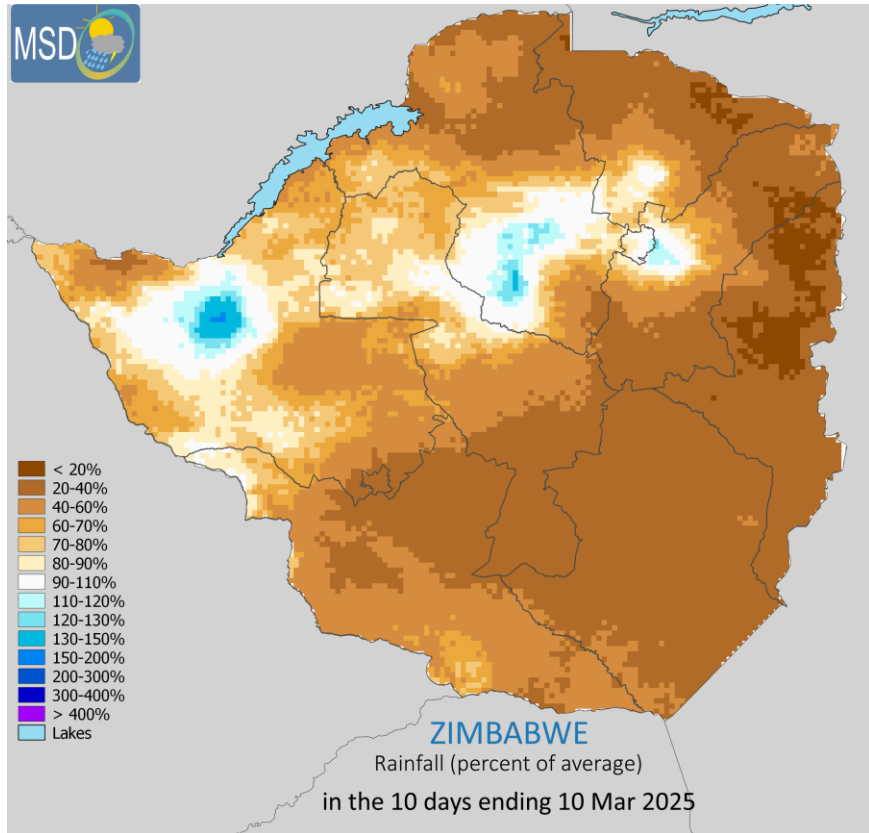 MSD
< 20%
20-40%
40-60%
60-70%
70-80%
80-90%
90-110%
110-120%
120-130%
130-150%
150-200%
200-300%
300-400%
> 400%
Lakes
ZIMBABWE
Rainfall (percent of average)
in the 10 days ending 10 Mar 2025